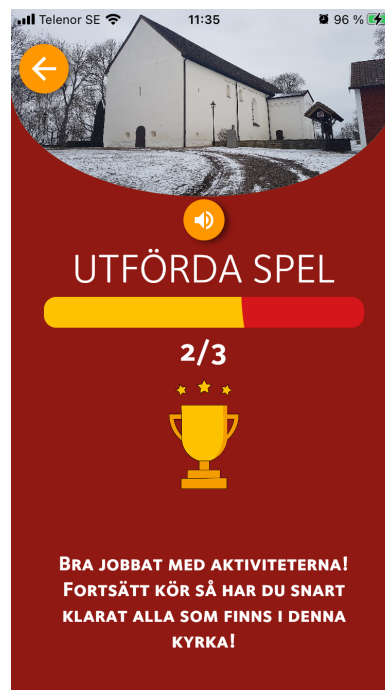 Telenor SE 11:35 96 %
UTFÖRDA SPEL
2/3
BRA JOBBAT MED AKTIVITETERNA!
FORTSÄTT KÖR SÅ HAR DU SNART
KLARAT ALLA SOM FINNS I DENNA
KYRKA!